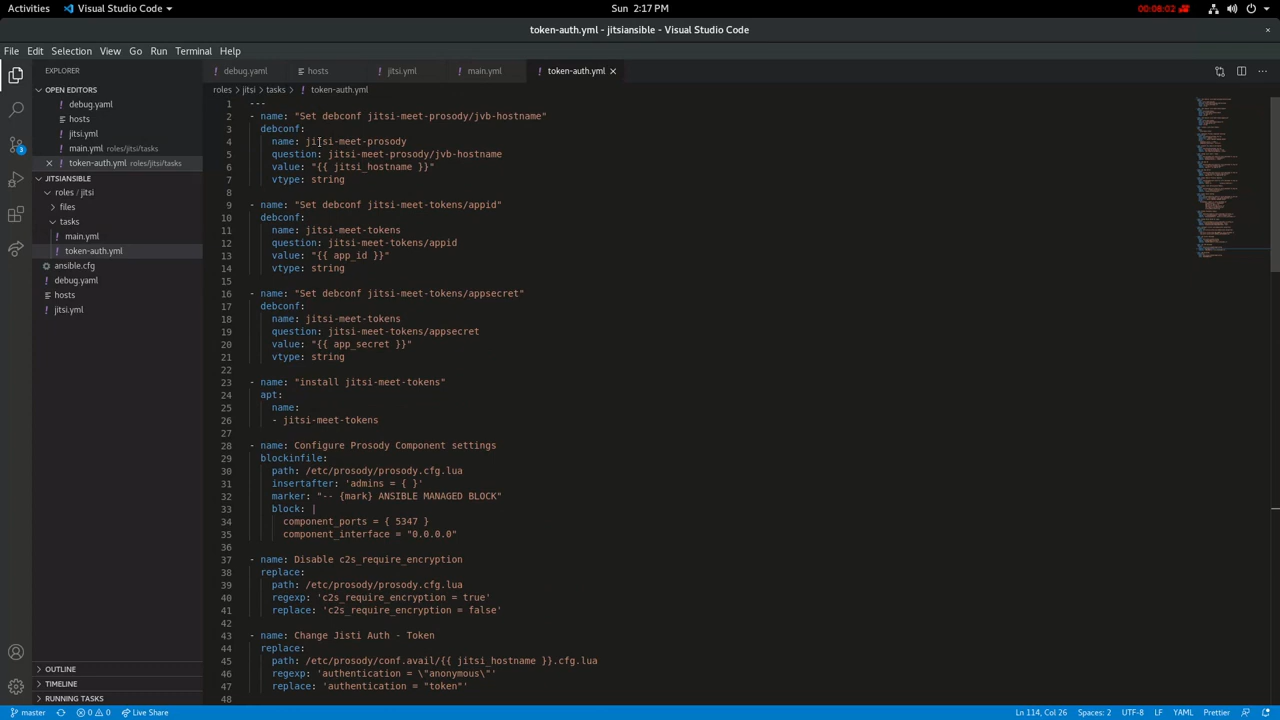 Activities
Visual Studio Code
Sun 2:17 PM
00:08:02
token-auth.yml - jitsiansible - Visual Studio Code
File Edit Selection View Go Run Terminal Help
EXPLORER
OPEN EDITORS
debug.yaml
hosts
jitsi.yml
main.yml roles/jitsi/tasks
token-auth.yml roles/jitsi/tasks
JITSIANSIBLE
roles / jitsi
files
tasks
main.yml
token-auth.yml
ansible.cfg
debug.yaml
hosts
jitsi.yml
OUTLINE
TIMELINE
RUNNING TASKS
3
debug.yaml
hosts
jitsi.yml
main.yml
token-auth.yml
roles > jitsi > tasks > ! token-auth.yml
1 ---
2 - name: "Set debconf jitsi-meet-prosody/jvb-hostname"
3 debconf:
4 name: jitsi-meet-prosody
5 question: jitsi-meet-prosody/jvb-hostname
6 value: "{{ jitsi_hostname }}"
7 vtype: string
8
9 - name: "Set debconf jitsi-meet-tokens/appid"
10 debconf:
11 name: jitsi-meet-tokens
12 question: jitsi-meet-tokens/appid
13 value: "{{ app_id }}"
14 vtype: string
15
16 - name: "Set debconf jitsi-meet-tokens/appsecret"
17 debconf:
18 name: jitsi-meet-tokens
19 question: jitsi-meet-tokens/appsecret
20 value: "{{ app_secret }}"
21 vtype: string
22
23 - name: "install jitsi-meet-tokens"
24 apt:
25 name:
26 - jitsi-meet-tokens
27
28 - name: Configure Prosody Component settings
29 blockinfile:
30 path: /etc/prosody/prosody.cfg.lua
31 insertafter: 'admins = { }'
32 marker: "-- {mark} ANSIBLE MANAGED BLOCK"
33 block: |
34 component_ports = { 5347 }
35 component_interface = "0.0.0.0"
36
37 - name: Disable c2s_require_encryption
38 replace:
39 path: /etc/prosody/prosody.cfg.lua
40 regexp: 'c2s_require_encryption = true'
41 replace: 'c2s_require_encryption = false'
42
43 - name: Change Jisti Auth - Token
44 replace:
45 path: /etc/prosody/conf.avail/{{ jitsi_hostname }}.cfg.lua
46 regexp: 'authentication = \"anonymous\"'
47 replace: 'authentication = "token"'
48
master 0 0 Live Share
Ln 114, Col 26 Spaces: 2 UTF-8 LF YAML Prettier